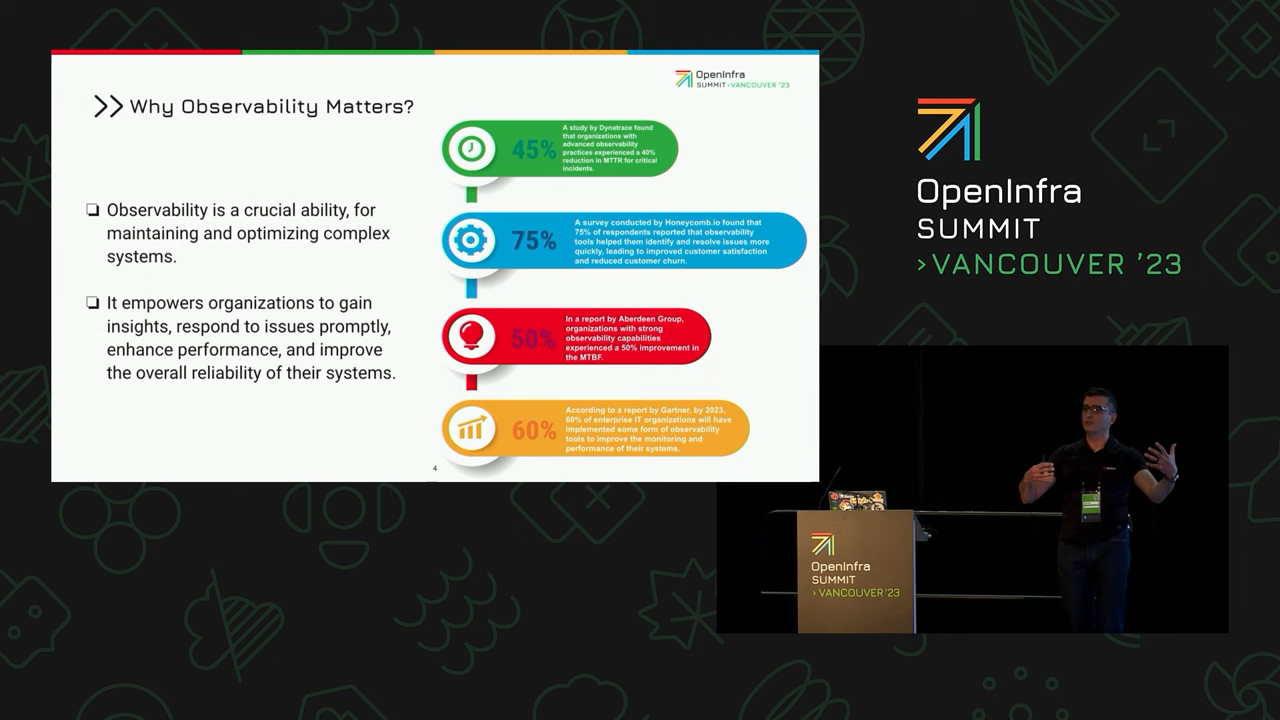 OpenInfra
SUMMIT >VANCOUVER '23
Why Observability Matters?
❏ Observability is a crucial ability, for
maintaining and optimizing complex
systems.
❏ It empowers organizations to gain
insights, respond to issues promptly,
enhance performance, and improve
the overall reliability of their systems.
45%
A study by Dynatrace found
that organizations with
advanced observability
practices experienced a 40%
reduction in MTTR for critical
incidents.
75%
A survey conducted by Honeycomb.io found that
75% of respondents reported that observability
tools helped them identify and resolve issues more
quickly, leading to improved customer satisfaction
and reduced customer churn.
50%
In a report by Aberdeen Group,
organizations with strong
observability capabilities
experienced a 50% improvement in
the MTBF.
60%
According to a report by Gartner, by 2023,
60% of enterprise IT organizations will have
implemented some form of observability
tools to improve the monitoring and
performance of their systems.
4
OpenInfra
SUMMIT
>VANCOUVER '23
OpenInfra
SUMMIT
>VANCOUVER '23